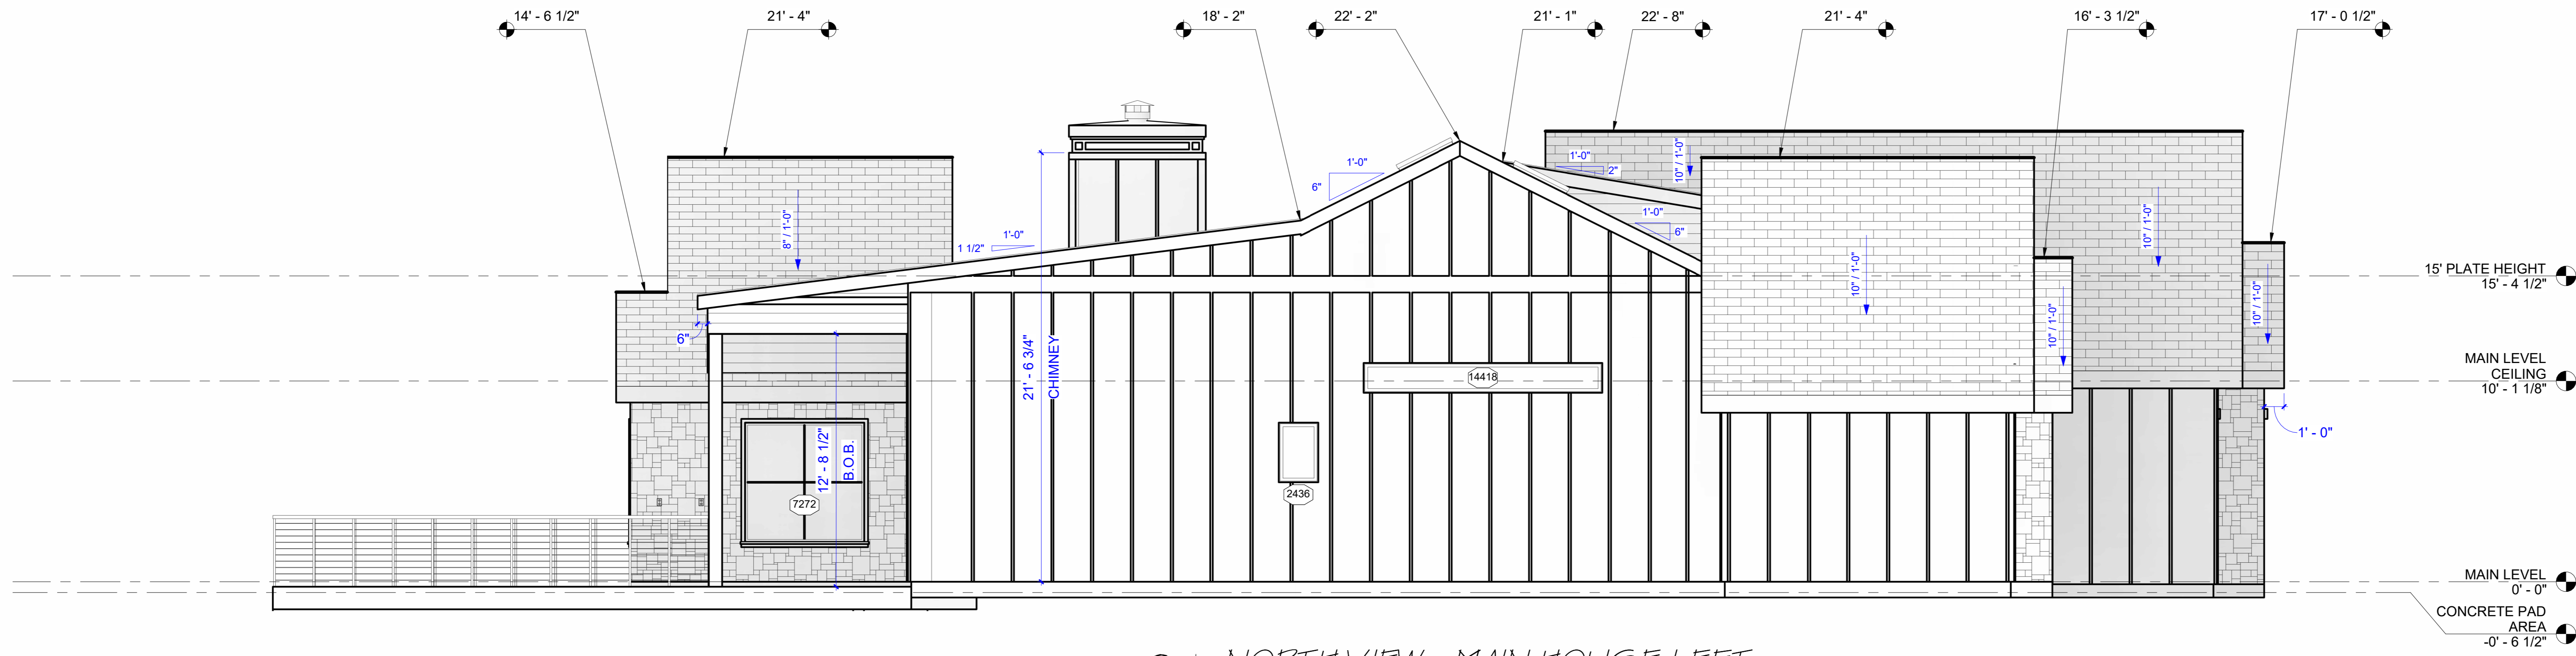 14' - 6 1/2"
21' - 4"
18' - 2"
22' - 2"
21' - 1"
22' - 8"
21' - 4"
16' - 3 1/2"
17' - 0 1/2"
8" / 1'-0"
1 1/2"
1'-0"
6"
1'-0"
1'-0"
2"
10" / 1'-0"
1'-0"
6"
10" / 1'-0"
10" / 1'-0"
10" / 1'-0"
10" / 1'-0"
15' PLATE HEIGHT
15' - 4 1/2"
6"
21' - 6 3/4"
CHIMNEY
12' - 8 1/2"
B.O.B.
7272
2436
14418
MAIN LEVEL
CEILING
10' - 1 1/8"
1' - 0"
MAIN LEVEL
0' - 0"
CONCRETE PAD
AREA
-0' - 6 1/2"
NORTH VIEW - MAIN HOUSE LEFT